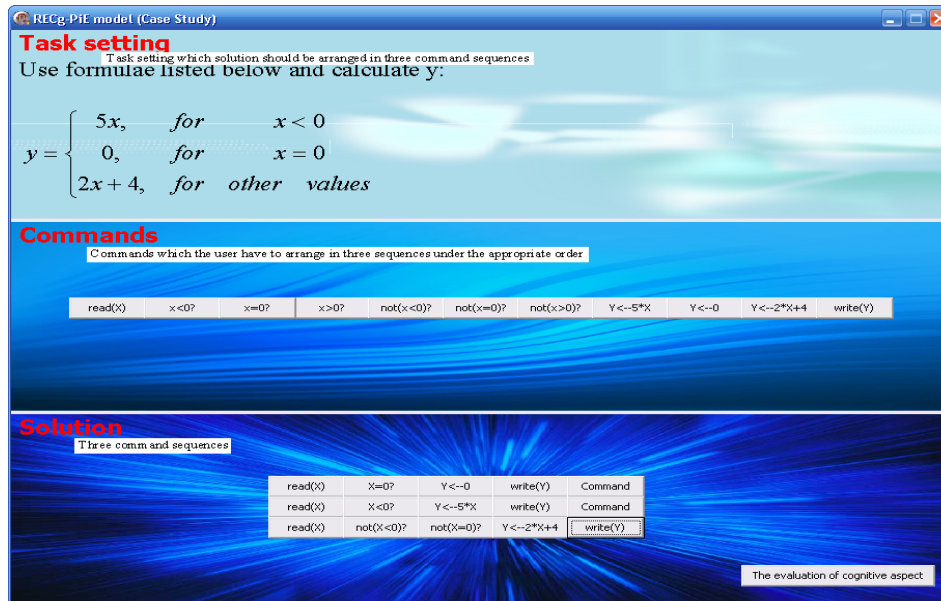 RECg-PiE model (Case Study)
Task setting
Task setting which solution should be arranged in three command sequences
Use formulae listed below and calculate y:
5x, for x < 0
y = { 0, for x = 0
2x + 4, for other values
Commands
Commands which the user have to arrange in three sequences under the appropriate order
read(X) x<0? x=0? x>0? not(x<0)? not(x=0)? not(x>0)? Y<--5*X Y<--0 Y<--2*X+4 write(Y)
Solution
Three command sequences
read(X) X=0? Y<--0 write(Y) Command
read(X) X<0? Y<--5*X write(Y) Command
read(X) not(X<0)? not(X=0)? Y<--2*X+4 write(Y)
The evaluation of cognitive aspect